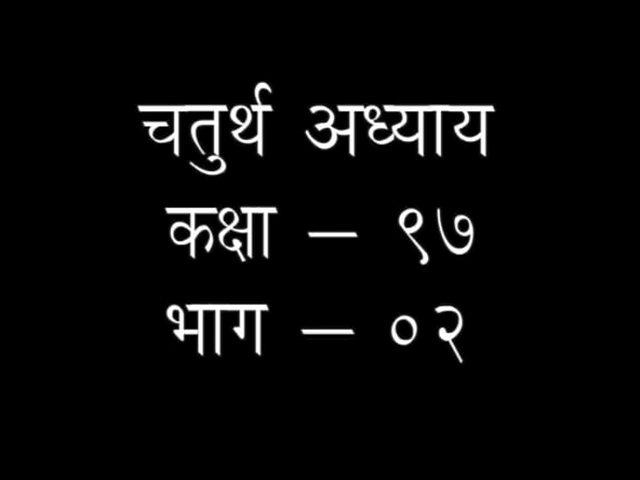 चतुर्थ अध्याय
कक्षा – १७
भाग – ०२